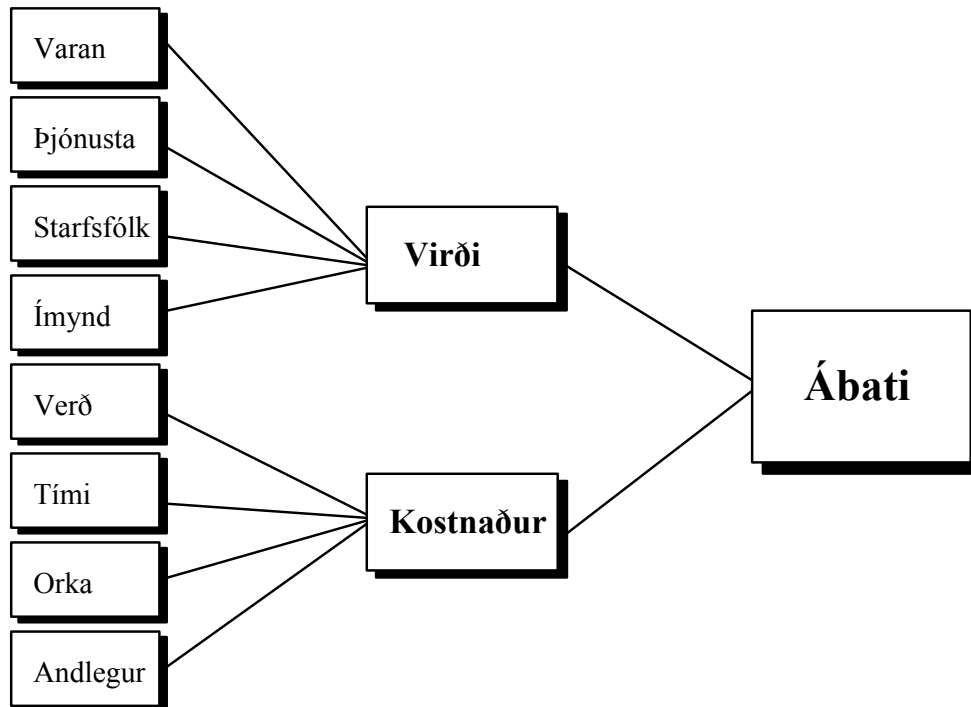 Varan
Þjónusta
Starfsfólk
Ímynd
Verð
Tími
Orka
Andlegur
Virði
Kostnaður
Ábati